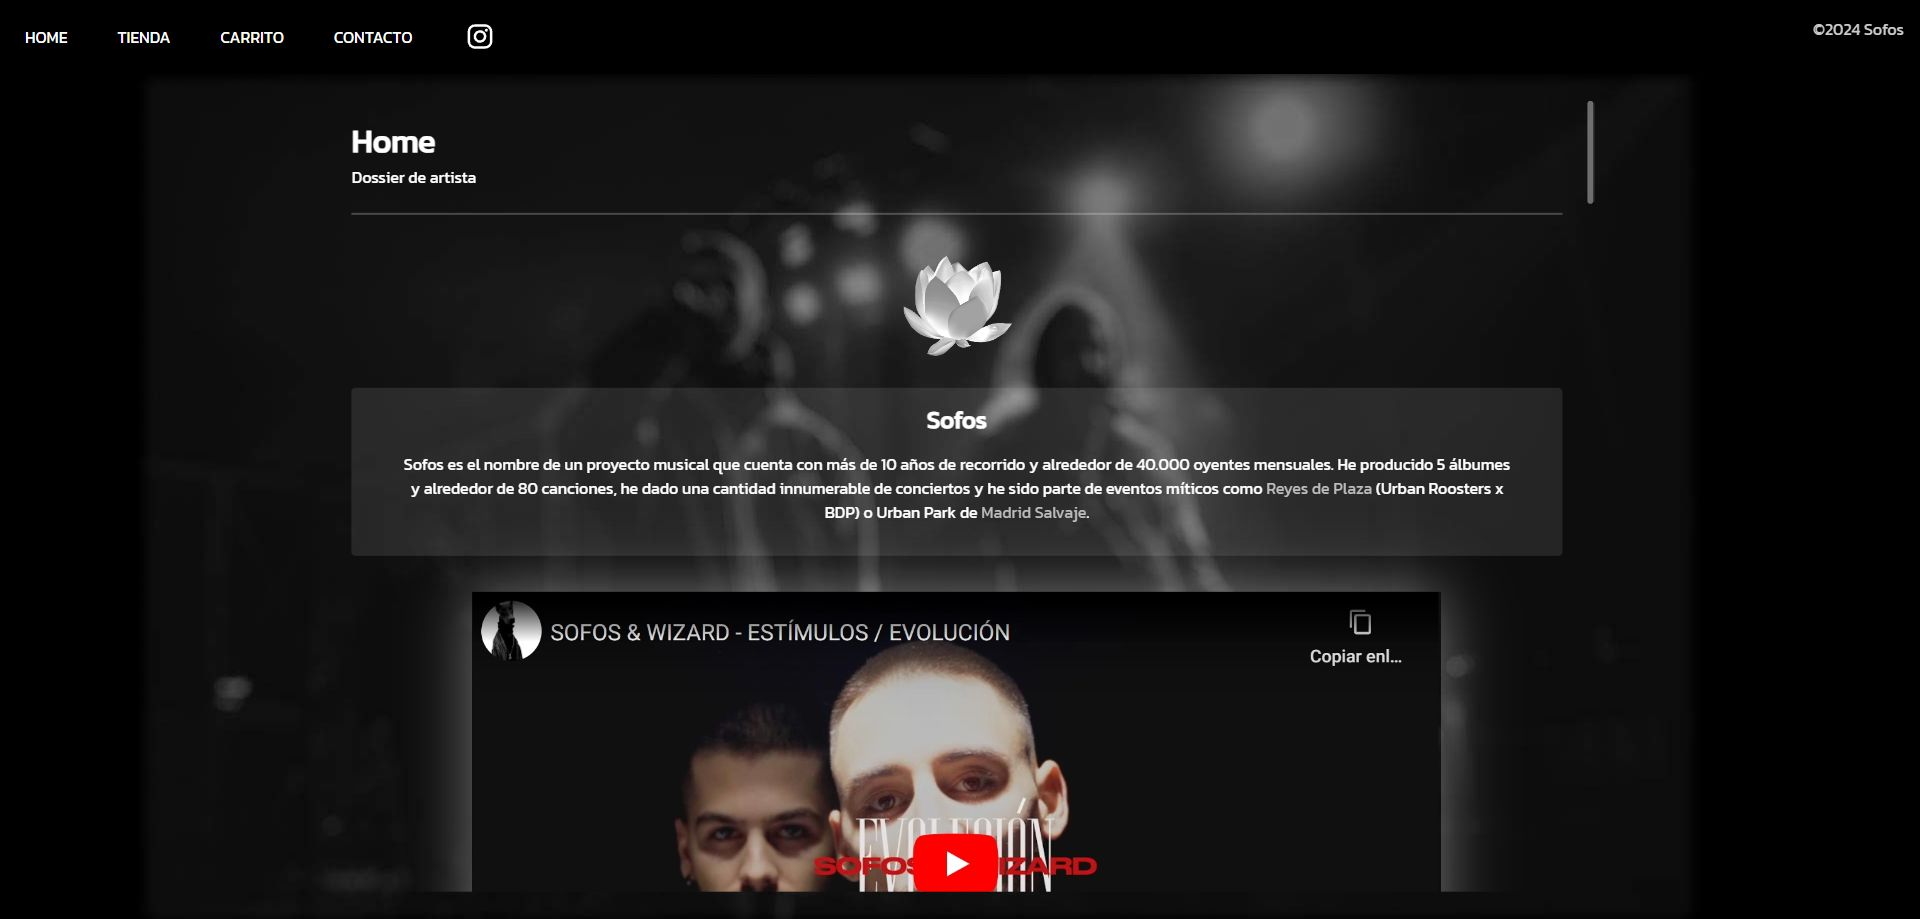 HOME TIENDA CARRITO CONTACTO
©2024 Sofos
Home
Dossier de artista
Sofos
Sofos es el nombre de un proyecto musical que cuenta con más de 10 años de recorrido y alrededor de 40.000 oyentes mensuales. He producido 5 álbumes
y alrededor de 80 canciones, he dado una cantidad innumerable de conciertos y he sido parte de eventos míticos como Reyes de Plaza (Urban Roosters x
BDP) o Urban Park de Madrid Salvaje.
SOFOS & WIZARD - ESTÍMULOS / EVOLUCIÓN
Copiar enl...
EVOLUCIÓN